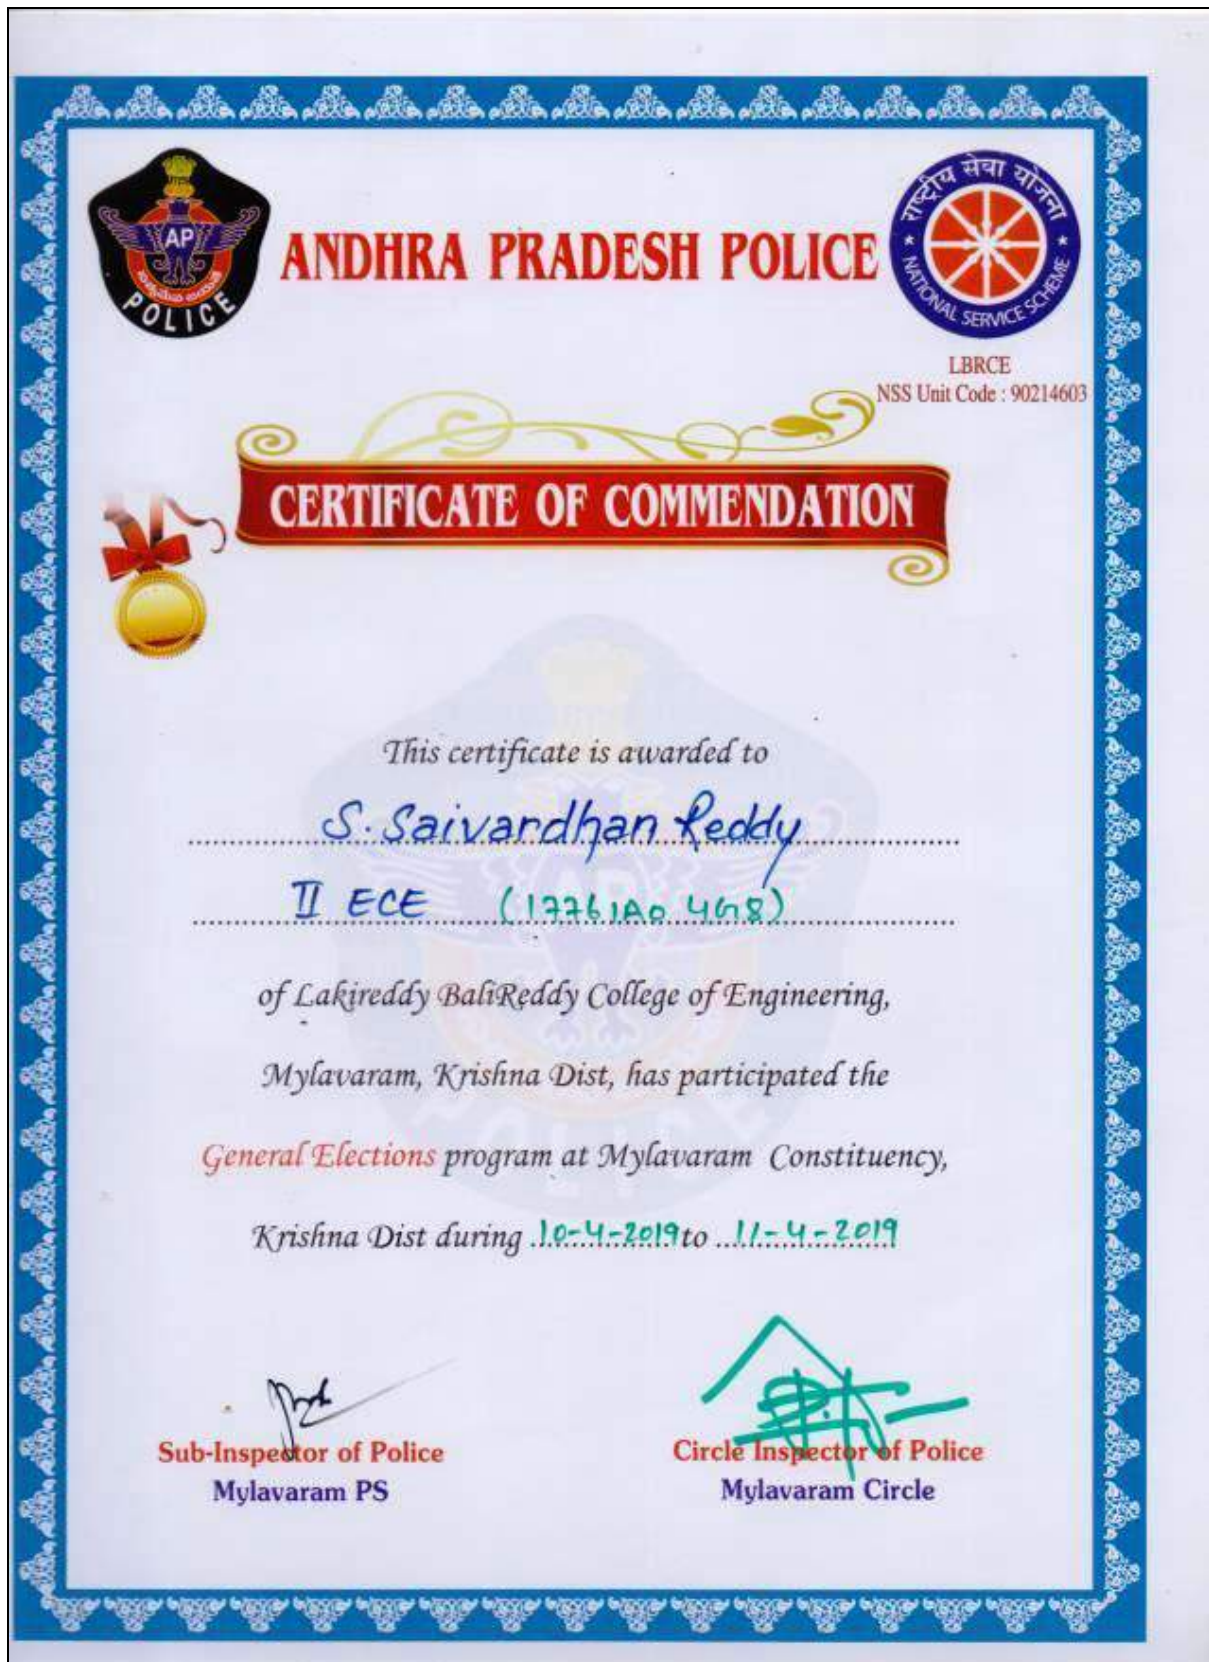 ANDHRA PRADESH POLICE
AP
POLICE
राष्ट्रीय सेवा योजना
NATIONAL SERVICE SCHEME
LBRCE
NSS Unit Code : 90214603
CERTIFICATE OF COMMENDATION
This certificate is awarded to
S. Saivardhan Reddy
II ECE (17761A04G8)
of Lakireddy BaliReddy College of Engineering,
Mylavaram, Krishna Dist, has participated the
General Elections program at Mylavaram Constituency,
Krishna Dist during 10-4-2019 to 11-4-2019
Sub-Inspector of Police
Mylavaram PS
Circle Inspector of Police
Mylavaram Circle